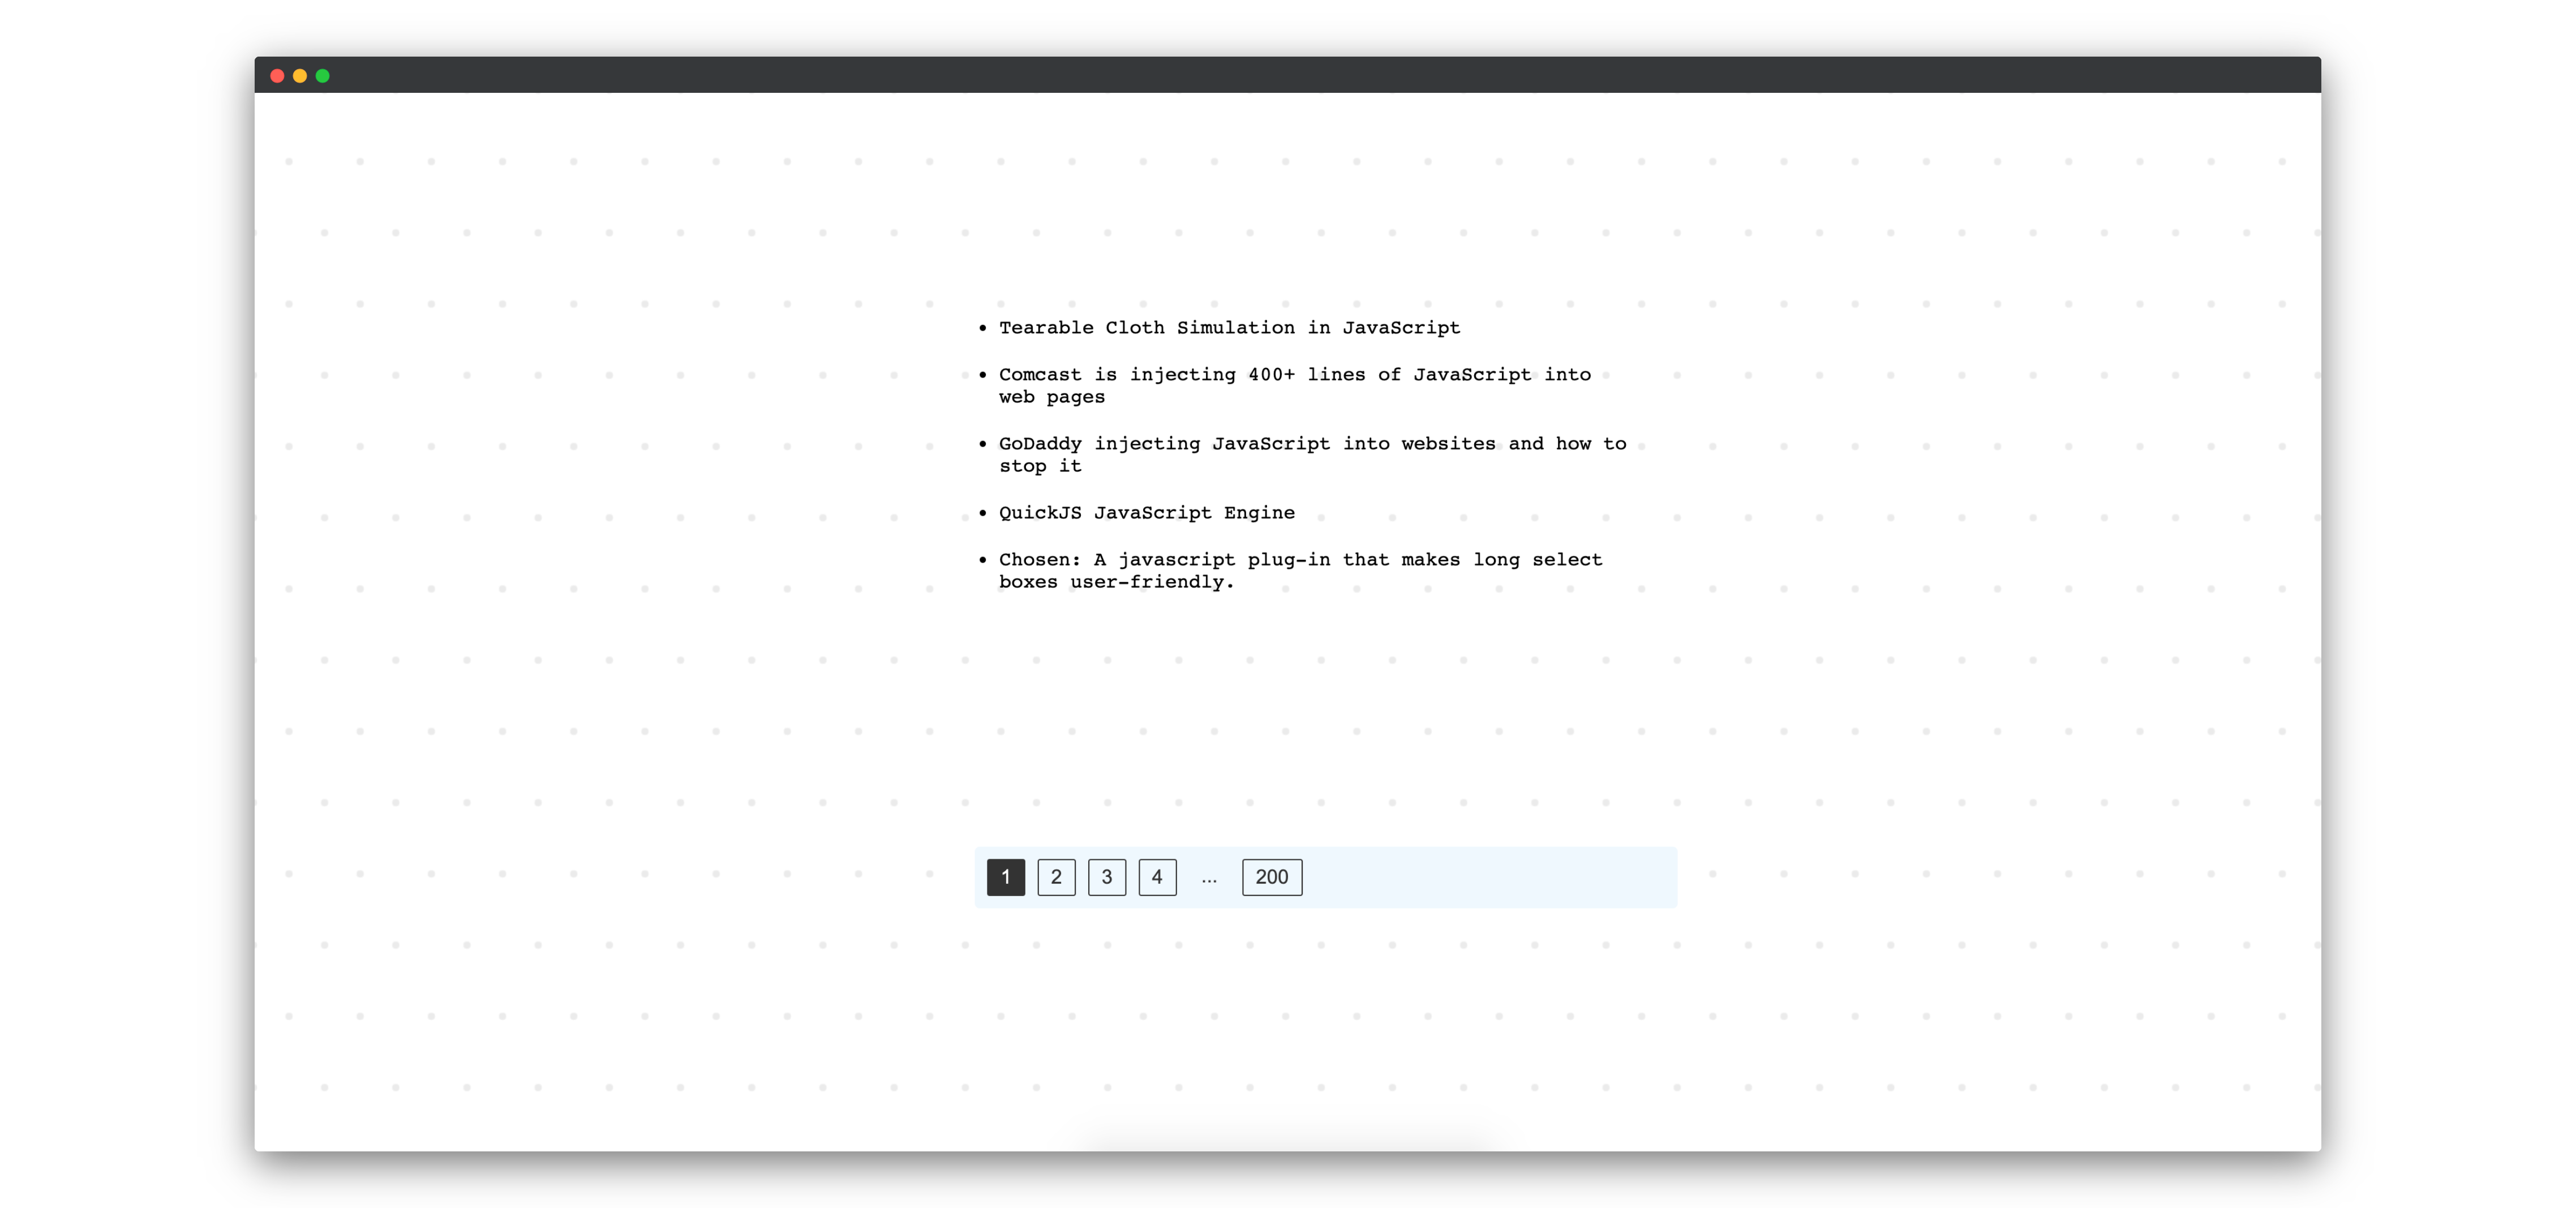 Tearable Cloth Simulation in JavaScript
Comcast is injecting 400+ lines of JavaScript into
web pages
GoDaddy injecting JavaScript into websites and how to
stop it
QuickJS JavaScript Engine
Chosen: A javascript plug-in that makes long select
boxes user-friendly.
1 2 3 4 ... 200